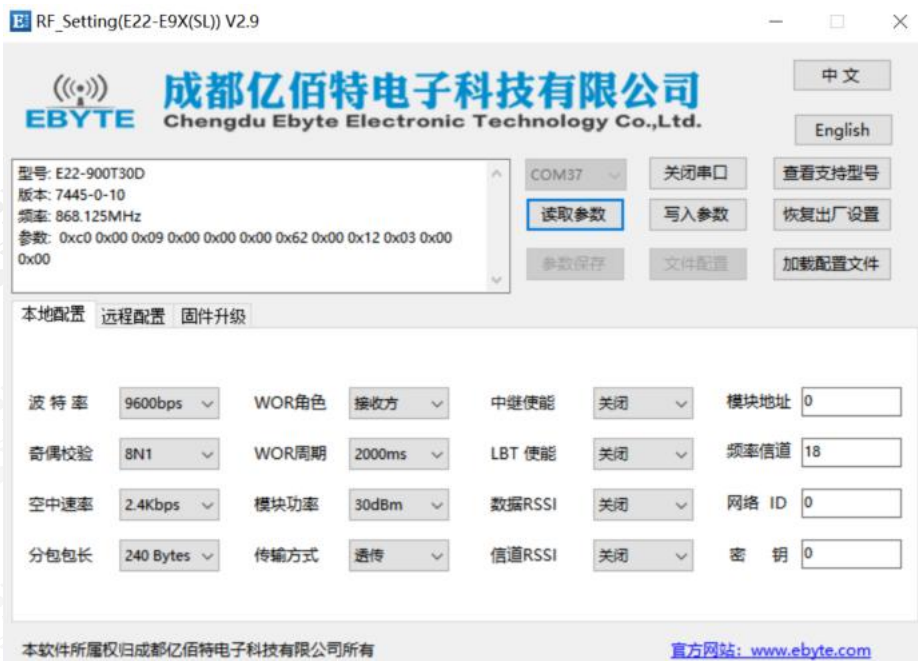 RF_Setting(E22-E9X(SL)) V2.9
EBYTE
成都亿佰特电子科技有限公司
Chengdu Ebyte Electronic Technology Co.,Ltd.
中文
English
型号: E22-900T30D
版本: 7445-0-10
频率: 868.125MHz
参数: 0xc0 0x00 0x09 0x00 0x00 0x00 0x62 0x00 0x12 0x03 0x00
0x00
COM37 关闭串口 查看支持型号
读取参数 写入参数 恢复出厂设置
参数保存 文件配置 加载配置文件
本地配置 远程配置 固件升级
波特率 9600bps WOR角色 接收方 中继使能 关闭 模块地址 0
奇偶校验 8N1 WOR周期 2000ms LBT 使能 关闭 频率信道 18
空中速率 2.4Kbps 模块功率 30dBm 数据RSSI 关闭 网络 ID 0
分包包长 240 Bytes 传输方式 透传 信道RSSI 关闭 密 钥 0
本软件所属权归成都亿佰特电子科技有限公司所有 官方网站: www.ebyte.com